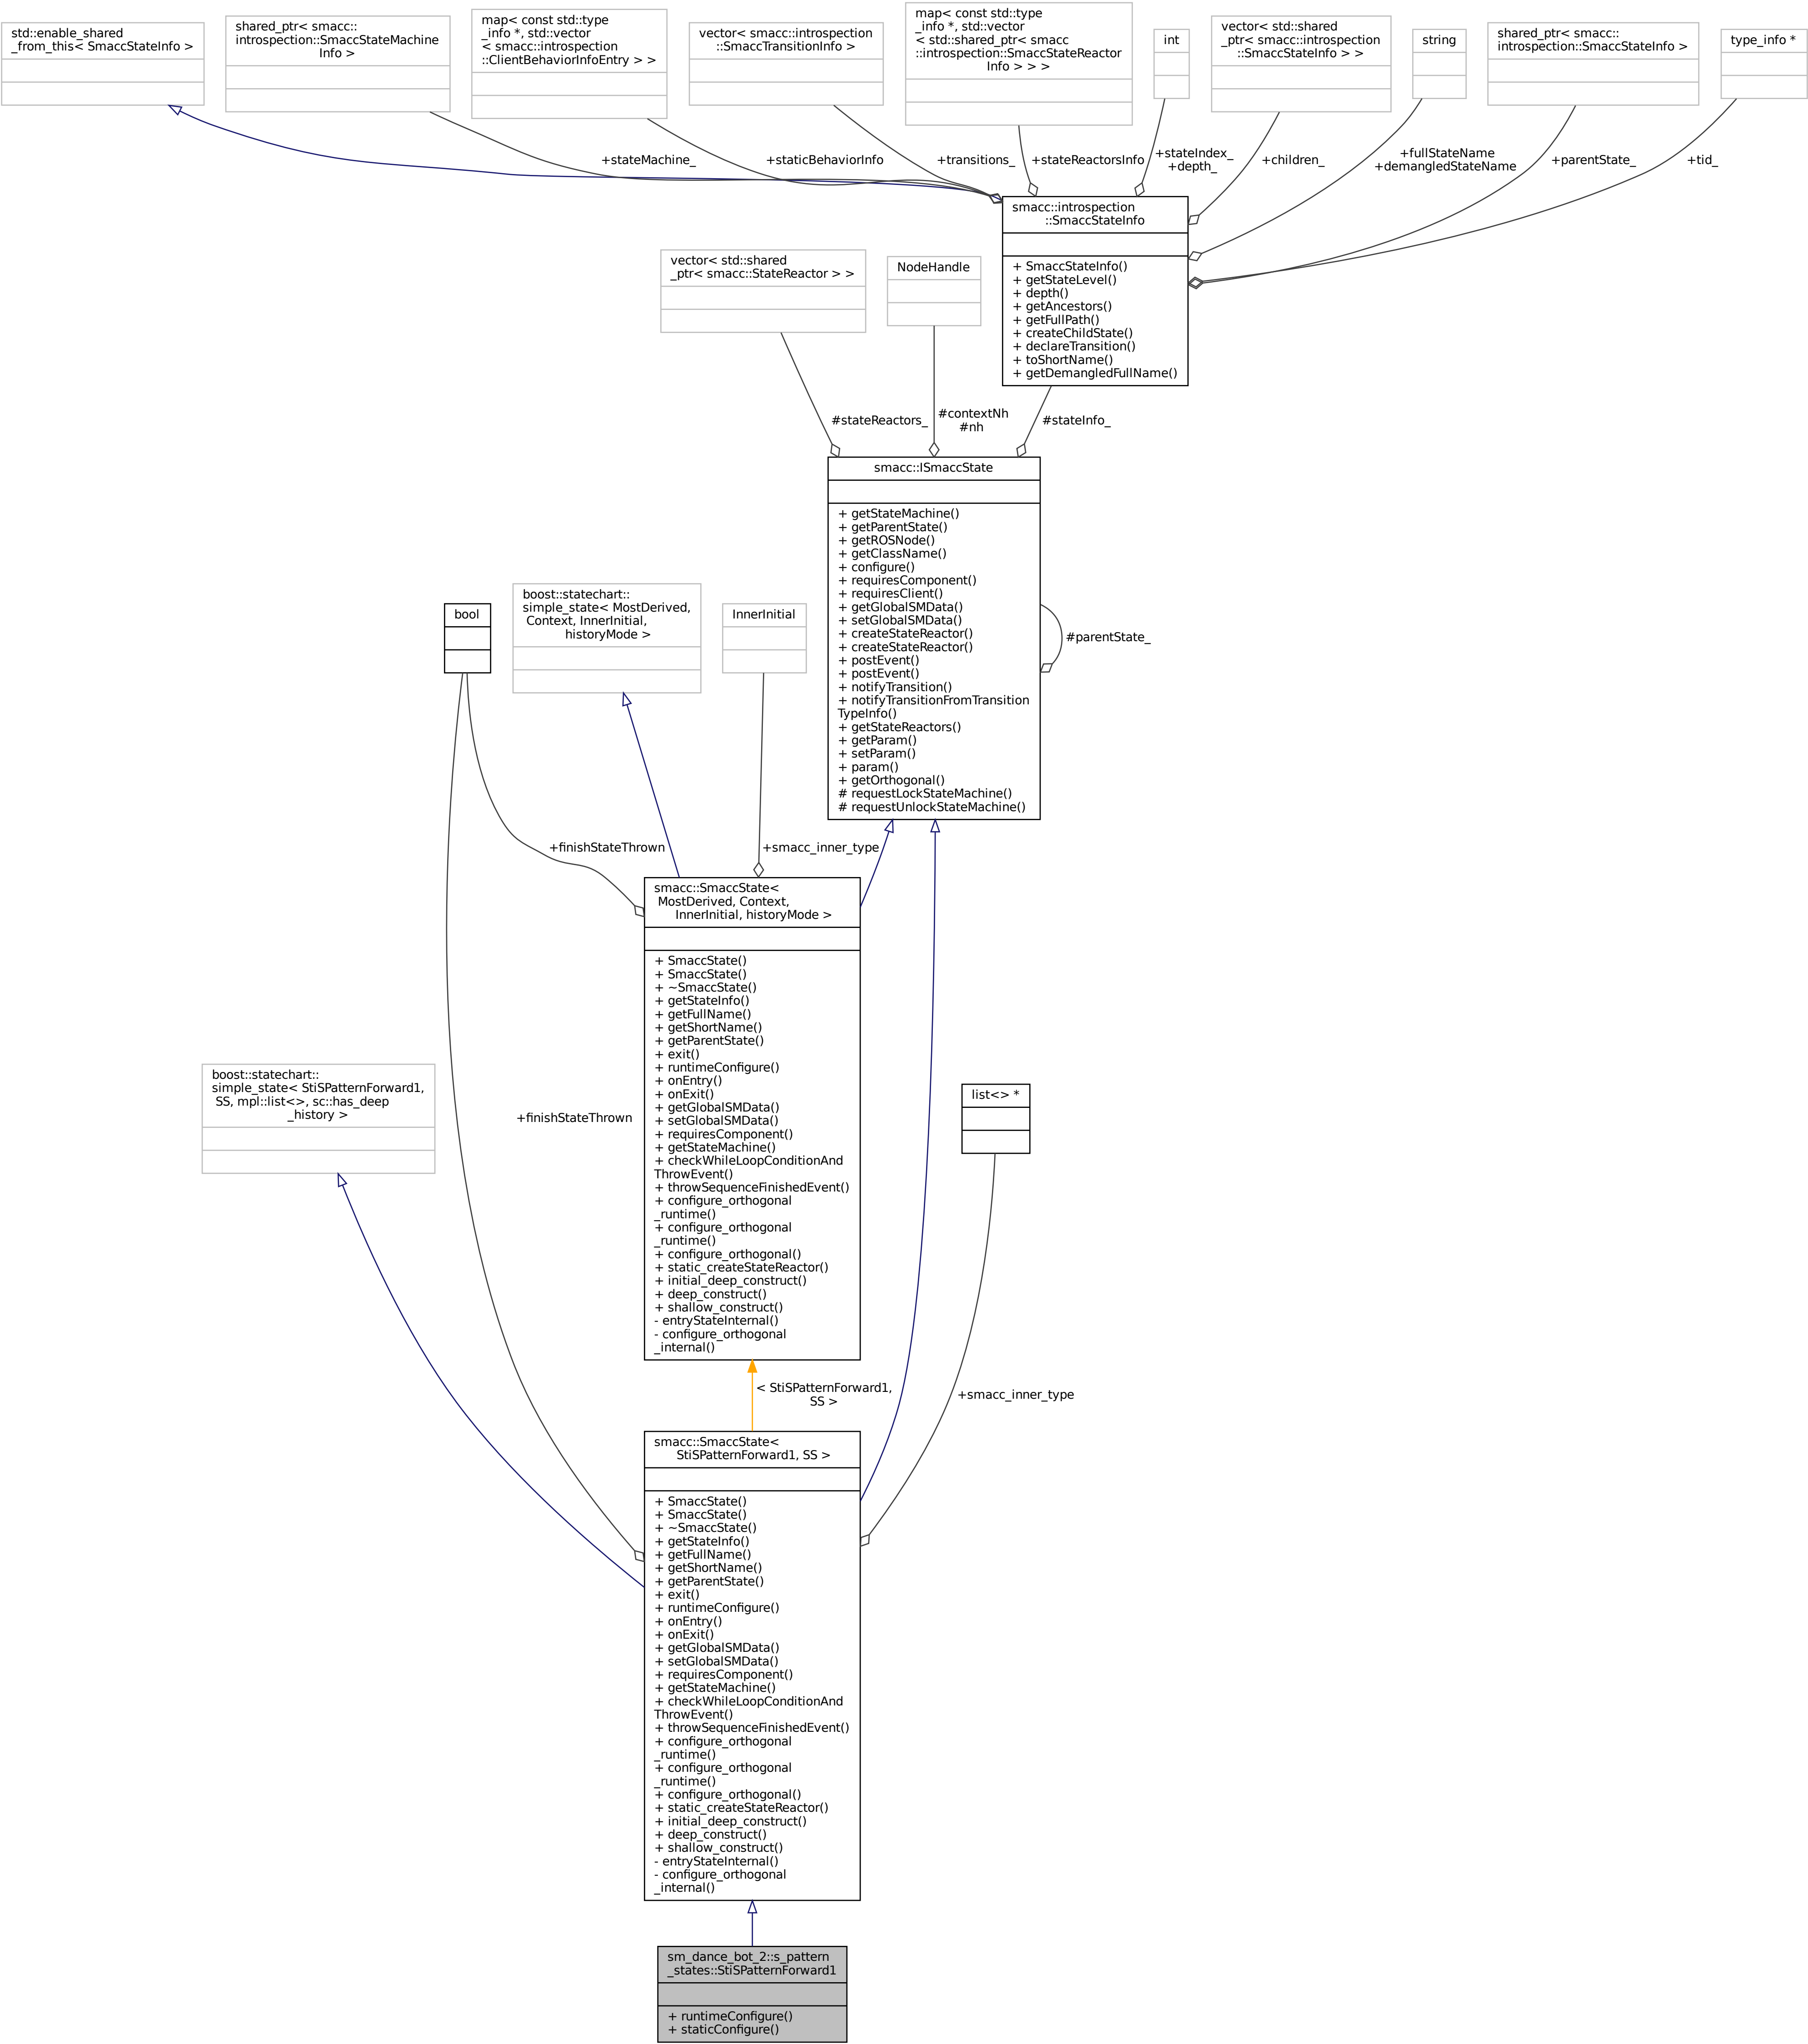 std::enable_shared
_from_this< SmaccStateInfo >
shared_ptr< smacc::
introspection::SmaccStateMachine
Info >
map< const std::type
_info *, std::vector
< smacc::introspection
::ClientBehaviorInfoEntry > >
vector< smacc::introspection
::SmaccTransitionInfo >
map< const std::type
_info *, std::vector
< std::shared_ptr< smacc
::introspection::SmaccStateReactor
Info > > >
int
vector< std::shared
_ptr< smacc::introspection
::SmaccStateInfo > >
string
shared_ptr< smacc::
introspection::SmaccStateInfo >
type_info *
+stateMachine_
+staticBehaviorInfo
+transitions_
+stateReactorsInfo
+stateIndex_
+depth_
+children_
+fullStateName
+demangledStateName
+parentState_
+tid_
smacc::introspection
::SmaccStateInfo
+ SmaccStateInfo()
+ getStateLevel()
+ depth()
+ getAncestors()
+ getFullPath()
+ createChildState()
+ declareTransition()
+ toShortName()
+ getDemangledFullName()
vector< std::shared
_ptr< smacc::StateReactor > >
NodeHandle
#stateReactors_
#contextNh
#nh
#stateInfo_
smacc::ISmaccState
+ getStateMachine()
+ getParentState()
+ getROSNode()
+ getClassName()
+ configure()
+ requiresComponent()
+ requiresClient()
+ getGlobalSMData()
+ setGlobalSMData()
+ createStateReactor()
+ createStateReactor()
+ postEvent()
+ postEvent()
+ notifyTransition()
+ notifyTransitionFromTransition
TypeInfo()
+ getStateReactors()
+ getParam()
+ setParam()
+ param()
+ getOrthogonal()
# requestLockStateMachine()
# requestUnlockStateMachine()
#parentState_
bool
boost::statechart::
simple_state< MostDerived,
Context, InnerInitial,
historyMode >
InnerInitial
+finishStateThrown
+smacc_inner_type
smacc::SmaccState<
MostDerived, Context,
InnerInitial, historyMode >
+ SmaccState()
+ SmaccState()
+ ~SmaccState()
+ getStateInfo()
+ getFullName()
+ getShortName()
+ getParentState()
+ exit()
+ runtimeConfigure()
+ onEntry()
+ onExit()
+ getGlobalSMData()
+ setGlobalSMData()
+ requiresComponent()
+ getStateMachine()
+ checkWhileLoopConditionAnd
ThrowEvent()
+ throwSequenceFinishedEvent()
+ configure_orthogonal
_runtime()
+ configure_orthogonal
_runtime()
+ configure_orthogonal()
+ static_createStateReactor()
+ initial_deep_construct()
+ deep_construct()
+ shallow_construct()
- entryStateInternal()
- configure_orthogonal
_internal()
boost::statechart::
simple_state< StiSPatternForward1,
SS, mpl::list<>, sc::has_deep
_history >
+finishStateThrown
list<> *
< StiSPatternForward1,
SS >
+smacc_inner_type
smacc::SmaccState<
StiSPatternForward1, SS >
+ SmaccState()
+ SmaccState()
+ ~SmaccState()
+ getStateInfo()
+ getFullName()
+ getShortName()
+ getParentState()
+ exit()
+ runtimeConfigure()
+ onEntry()
+ onExit()
+ getGlobalSMData()
+ setGlobalSMData()
+ requiresComponent()
+ getStateMachine()
+ checkWhileLoopConditionAnd
ThrowEvent()
+ throwSequenceFinishedEvent()
+ configure_orthogonal
_runtime()
+ configure_orthogonal
_runtime()
+ configure_orthogonal()
+ static_createStateReactor()
+ initial_deep_construct()
+ deep_construct()
+ shallow_construct()
- entryStateInternal()
- configure_orthogonal
_internal()
sm_dance_bot_2::s_pattern
_states::StiSPatternForward1
+ runtimeConfigure()
+ staticConfigure()